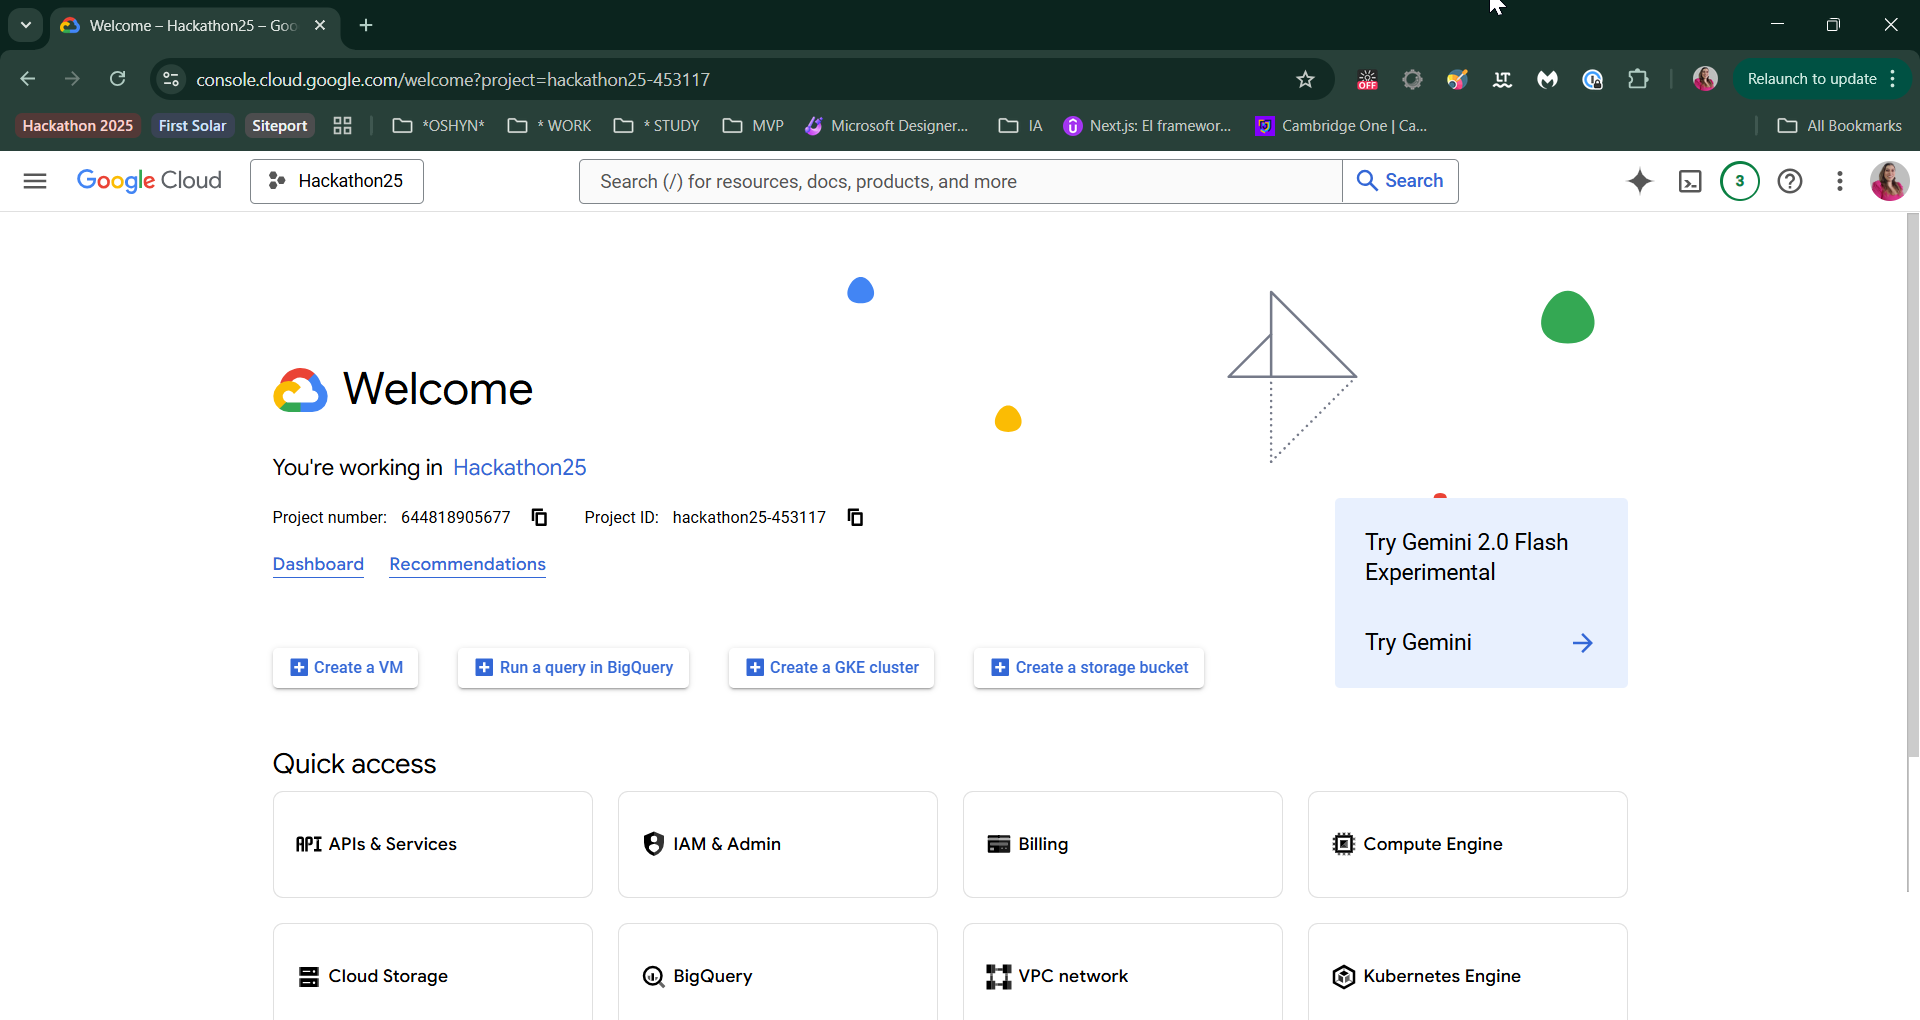 Welcome – Hackathon25 – Goo
console.cloud.google.com/welcome?project=hackathon25-453117
OFF
LT
Relaunch to update
Hackathon 2025
First Solar
Siteport
*OSHYN*
* WORK
* STUDY
MVP
Microsoft Designer...
IA
Next.js: El framewor...
Cambridge One | Ca...
All Bookmarks
Google Cloud
Hackathon25
Search (/) for resources, docs, products, and more
Search
3
Welcome
You're working in Hackathon25
Project number: 644818905677 Project ID: hackathon25-453117
Dashboard Recommendations
Try Gemini 2.0 Flash
Experimental
Try Gemini
Create a VM
Run a query in BigQuery
Create a GKE cluster
Create a storage bucket
Quick access
API APIs & Services
IAM & Admin
Billing
Compute Engine
Cloud Storage
BigQuery
VPC network
Kubernetes Engine